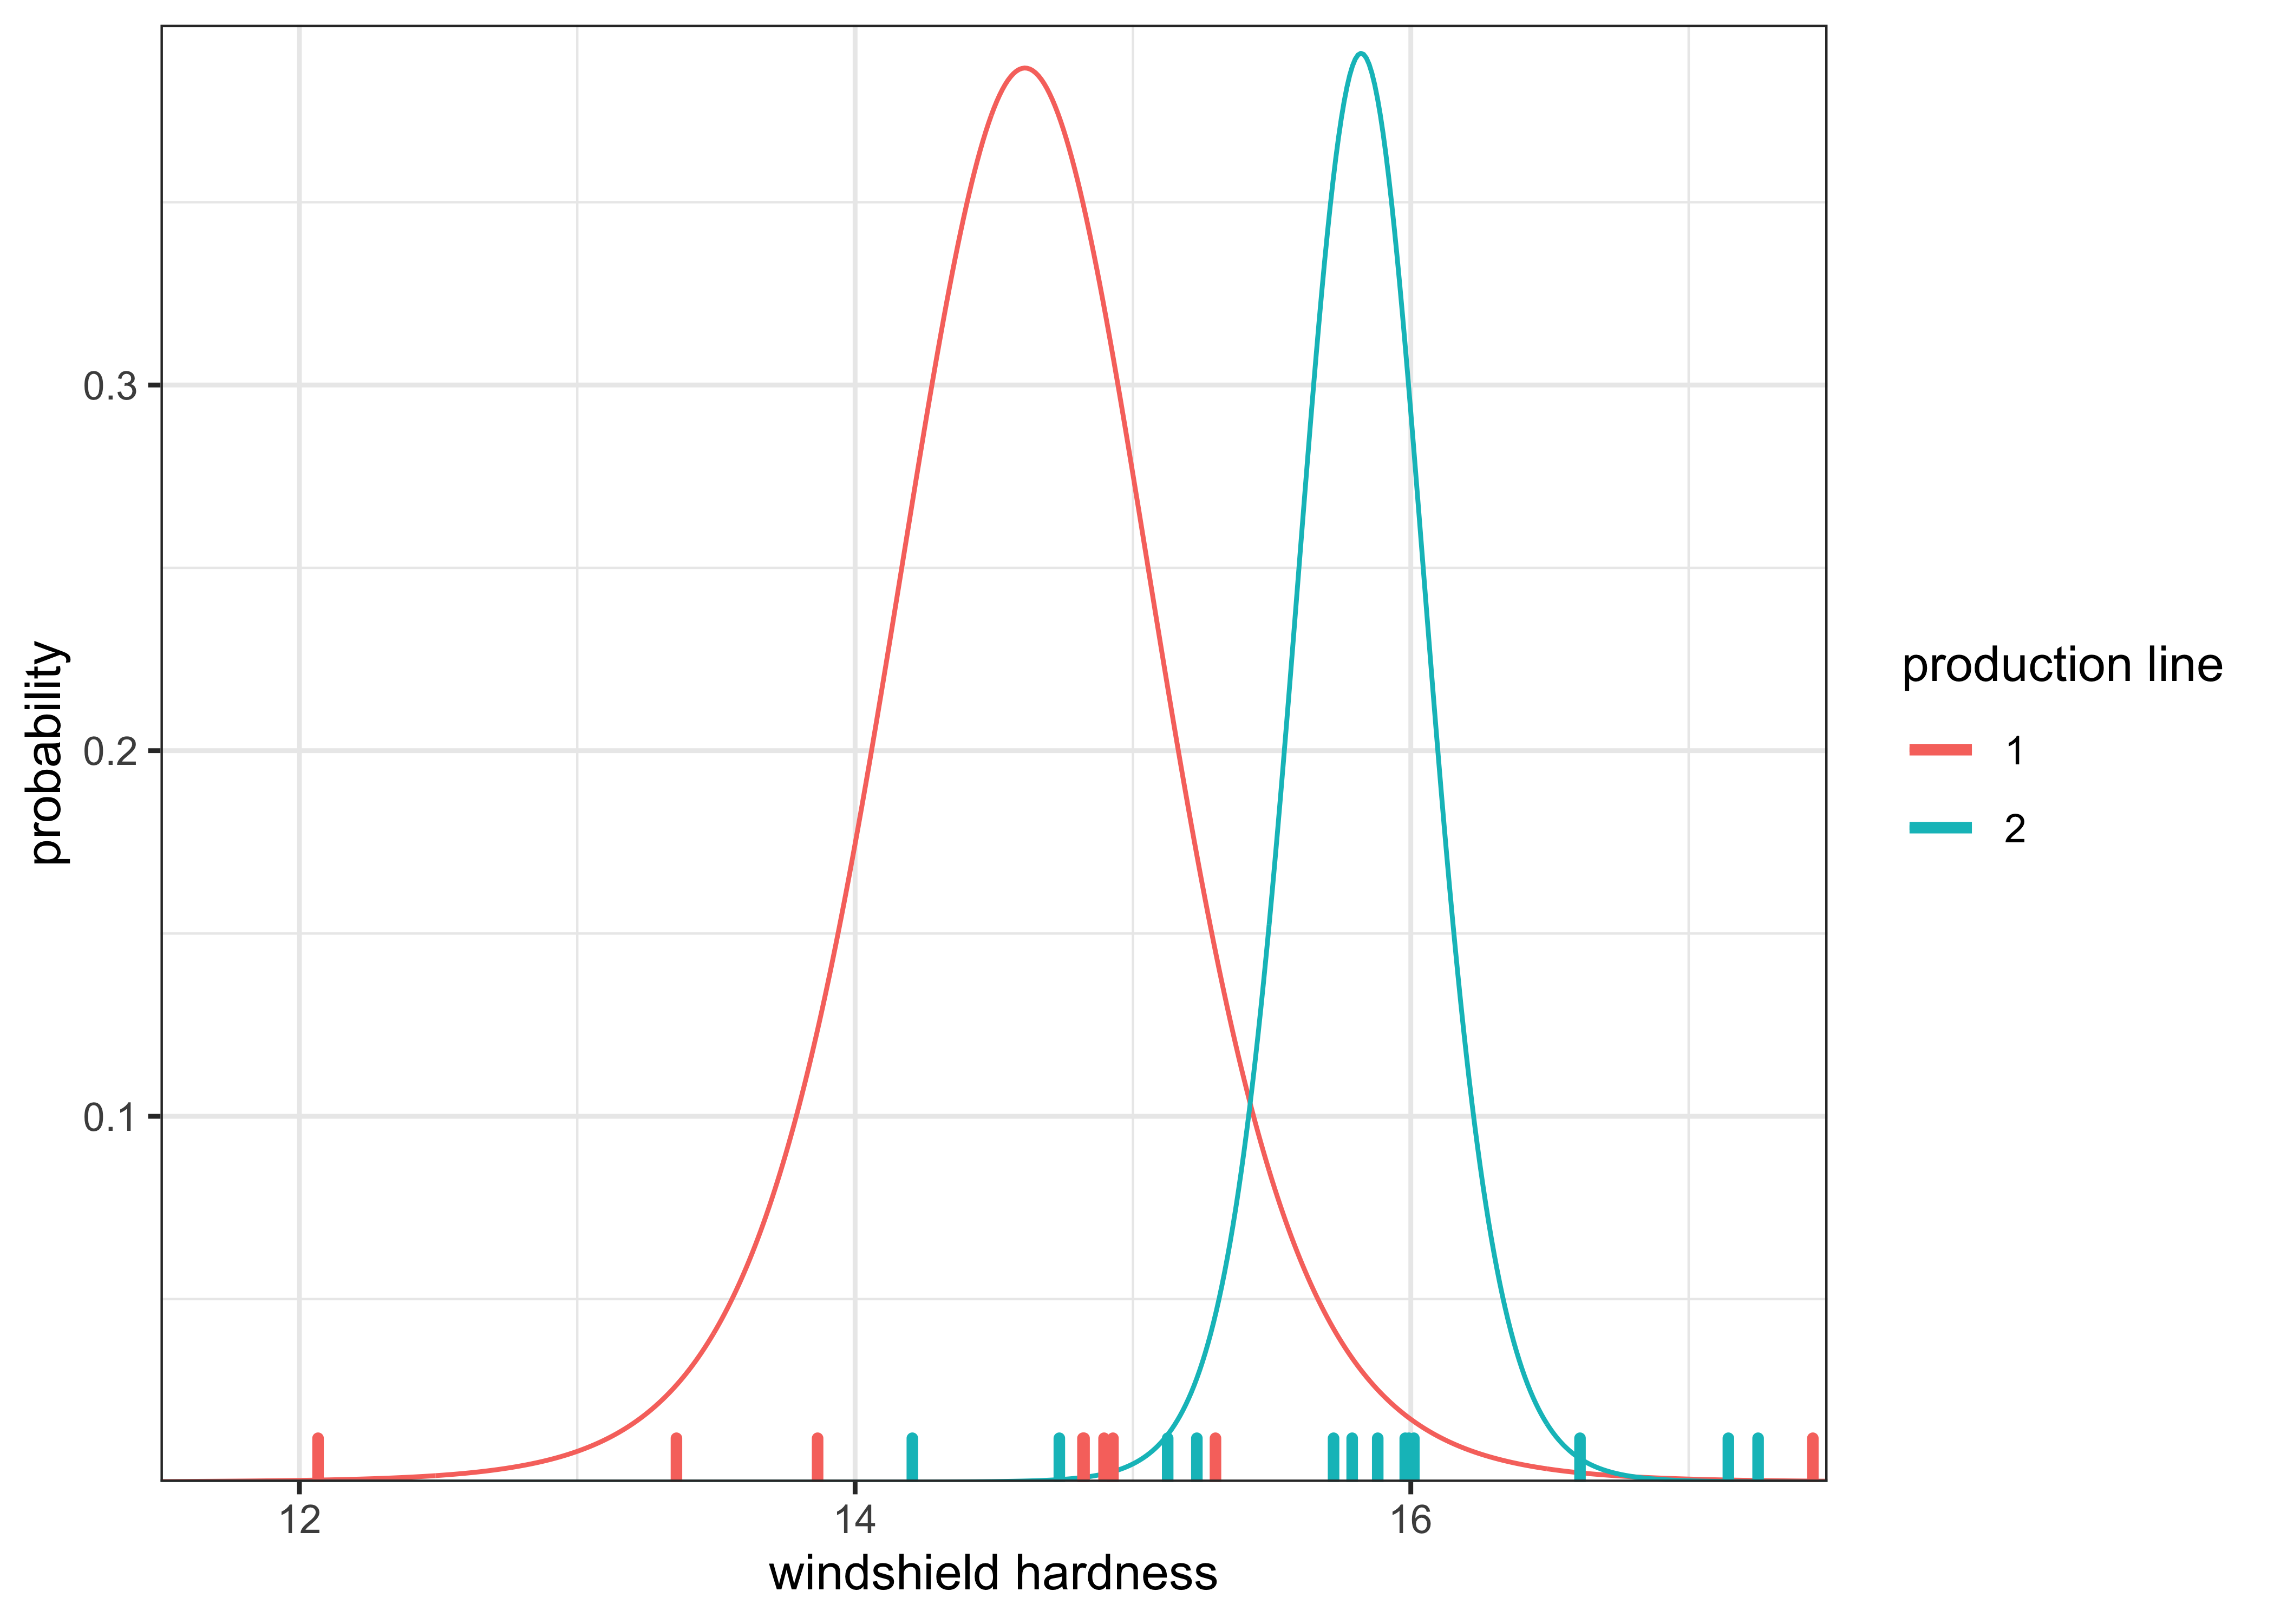 probability
0.3
0.2
0.1
12 14 16
windshield hardness
production line
1
2